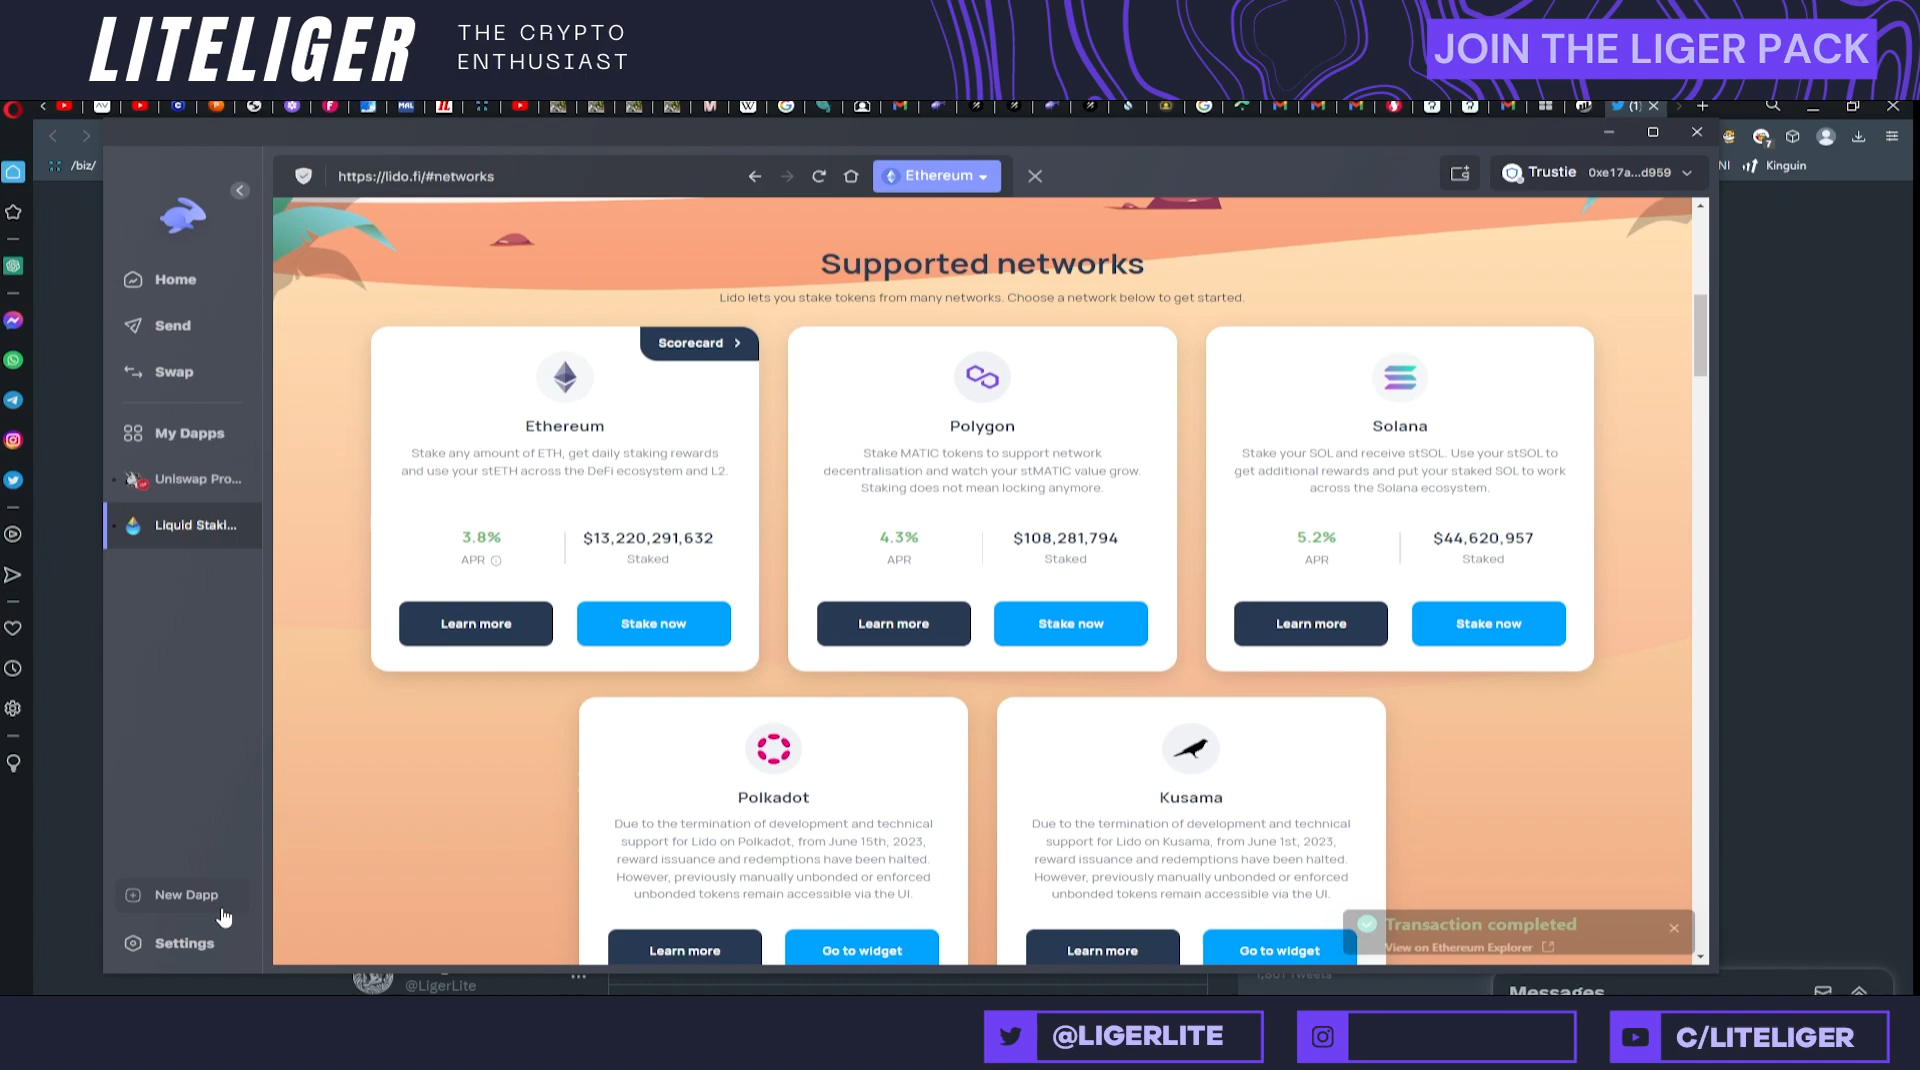 LITELIGER
THE CRYPTO
ENTHUSIAST
JOIN THE LIGER PACK
MAL
(1)
/biz/
https://lido.fi/#networks
Ethereum
Trustie 0xe17a...d959
NI
Kinguin
7
Home
Send
Swap
My Dapps
Uniswap Pro...
Liquid Staki...
New Dapp
Settings
Supported networks
Lido lets you stake tokens from many networks. Choose a network below to get started.
Scorecard
Ethereum
Stake any amount of ETH, get daily staking rewards
and use your stETH across the DeFi ecosystem and L2.
3.8%
APR
$13,220,291,632
Staked
Learn more
Stake now
Polygon
Stake MATIC tokens to support network
decentralisation and watch your stMATIC value grow.
Staking does not mean locking anymore.
4.3%
APR
$108,281,794
Staked
Learn more
Stake now
Solana
Stake your SOL and receive stSOL. Use your stSOL to
get additional rewards and put your staked SOL to work
across the Solana ecosystem.
5.2%
APR
$44,620,957
Staked
Learn more
Stake now
Polkadot
Due to the termination of development and technical
support for Lido on Polkadot, from June 15th, 2023,
reward issuance and redemptions have been halted.
However, previously manually unbonded or enforced
unbonded tokens remain accessible via the UI.
Learn more
Go to widget
Kusama
Due to the termination of development and technical
support for Lido on Kusama, from June 1st, 2023,
reward issuance and redemptions have been halted.
However, previously manually unbonded or enforced
unbonded tokens remain accessible via the UI.
Learn more
Go to widget
Transaction completed
View on Ethereum Explorer
@LigerLite
1,801 Tweets
Messages
@LIGERLITE
C/LITELIGER